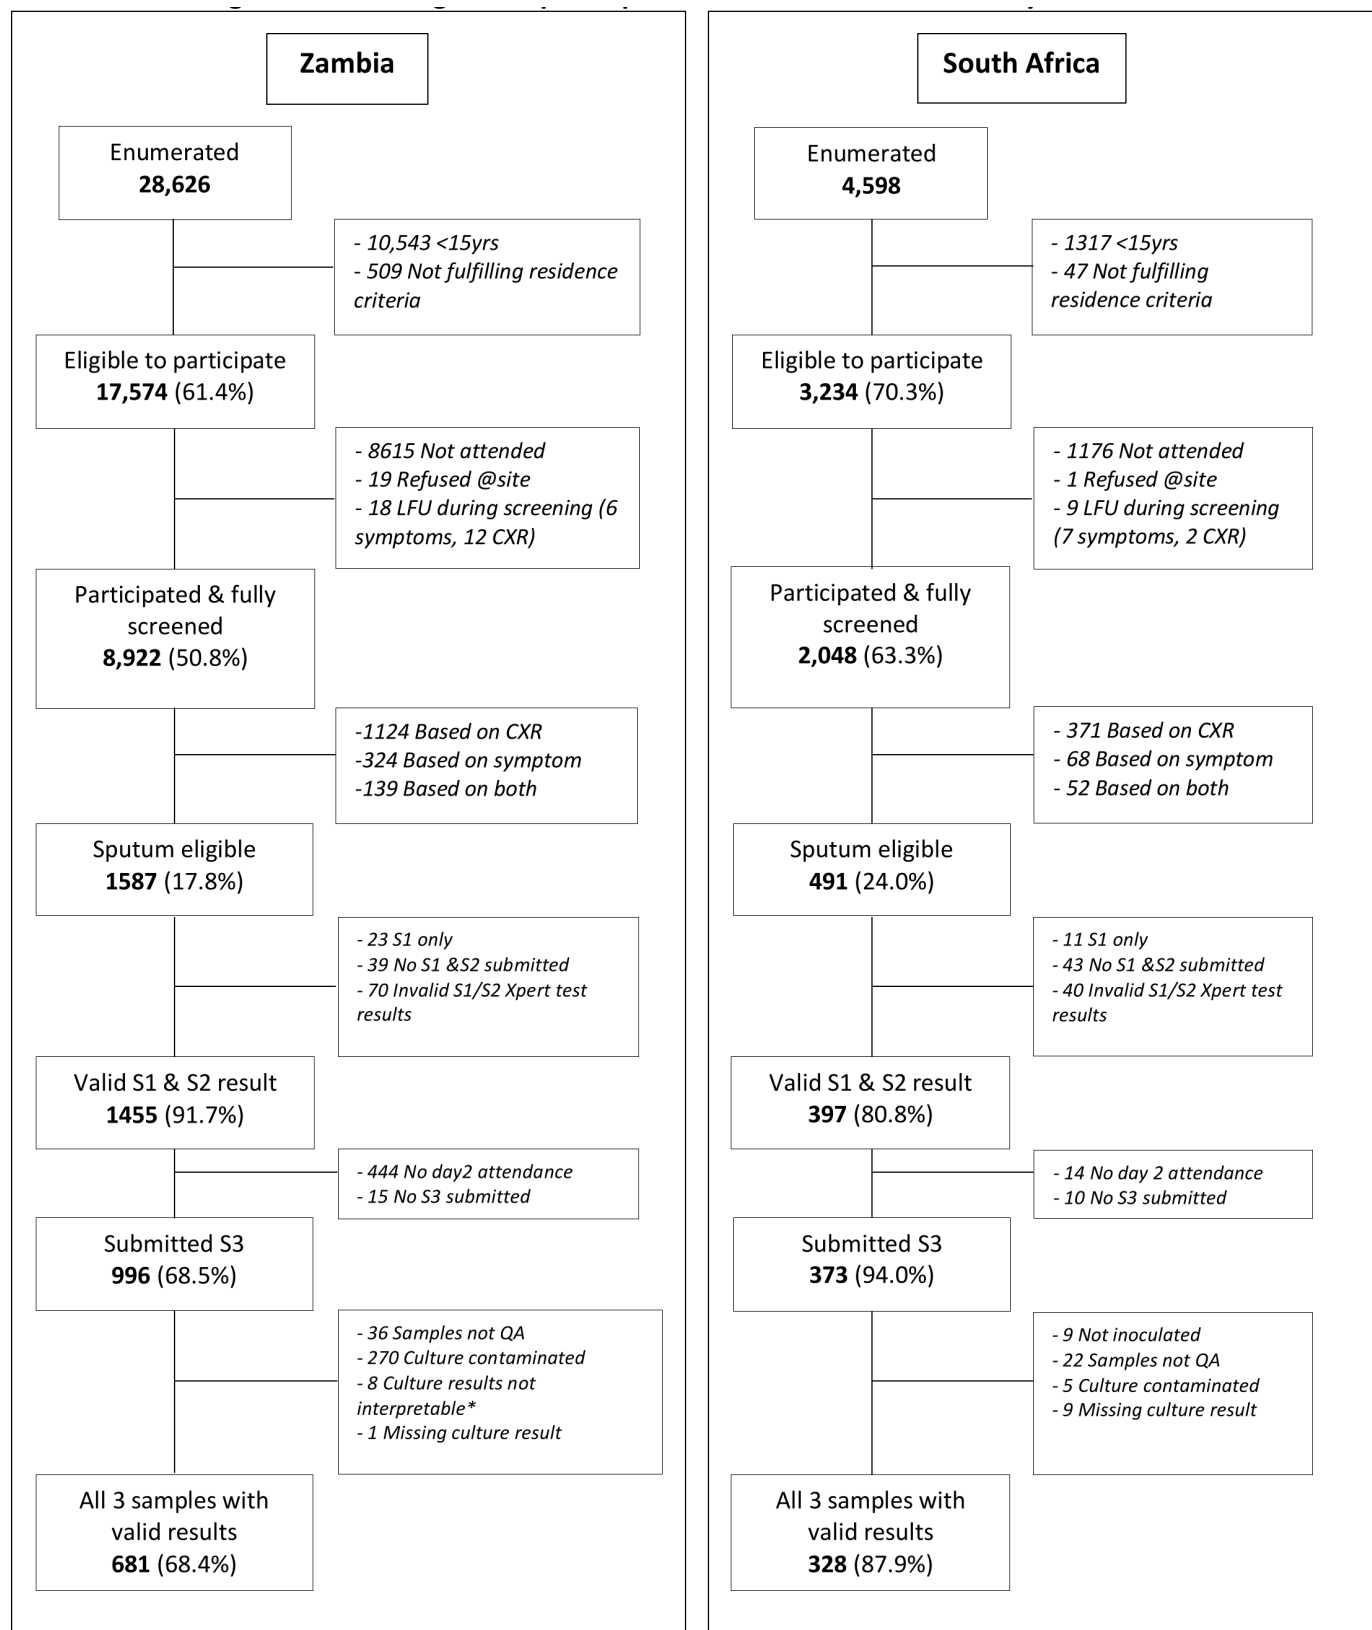 Zambia
Enumerated
28,626
- 10,543 <15yrs
- 509 Not fulfilling residence
criteria
Eligible to participate
17,574 (61.4%)
- 8615 Not attended
- 19 Refused @site
- 18 LFU during screening (6
symptoms, 12 CXR)
Participated & fully
screened
8,922 (50.8%)
-1124 Based on CXR
-324 Based on symptom
-139 Based on both
Sputum eligible
1587 (17.8%)
- 23 S1 only
- 39 No S1 &S2 submitted
- 70 Invalid S1/S2 Xpert test
results
Valid S1 & S2 result
1455 (91.7%)
- 444 No day2 attendance
- 15 No S3 submitted
Submitted S3
996 (68.5%)
- 36 Samples not QA
- 270 Culture contaminated
- 8 Culture results not
interpretable*
- 1 Missing culture result
All 3 samples with
valid results
681 (68.4%)
South Africa
Enumerated
4,598
- 1317 <15yrs
- 47 Not fulfilling
residence criteria
Eligible to participate
3,234 (70.3%)
- 1176 Not attended
- 1 Refused @site
- 9 LFU during screening
(7 symptoms, 2 CXR)
Participated & fully
screened
2,048 (63.3%)
- 371 Based on CXR
- 68 Based on symptom
- 52 Based on both
Sputum eligible
491 (24.0%)
- 11 S1 only
- 43 No S1 &S2 submitted
- 40 Invalid S1/S2 Xpert test
results
Valid S1 & S2 result
397 (80.8%)
- 14 No day 2 attendance
- 10 No S3 submitted
Submitted S3
373 (94.0%)
- 9 Not inoculated
- 22 Samples not QA
- 5 Culture contaminated
- 9 Missing culture result
All 3 samples with
valid results
328 (87.9%)